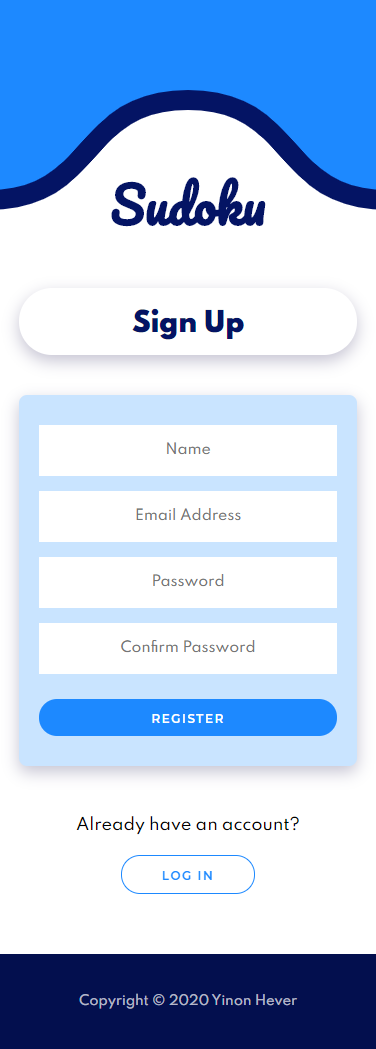 Sudoku
Sign Up
Name
Email Address
Password
Confirm Password
REGISTER
Already have an account?
LOG IN
Copyright © 2020 Yinon Hever